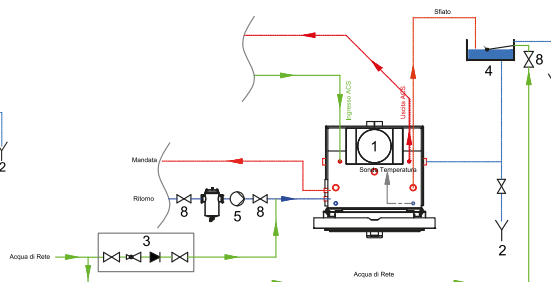 Sfiato
8
4
Ingresso ACS
Uscita ACS
1
2
Mandata
Sonda Temperatura
Ritorno
8
5
8
3
2
Acqua di Rete
Acqua di Rete